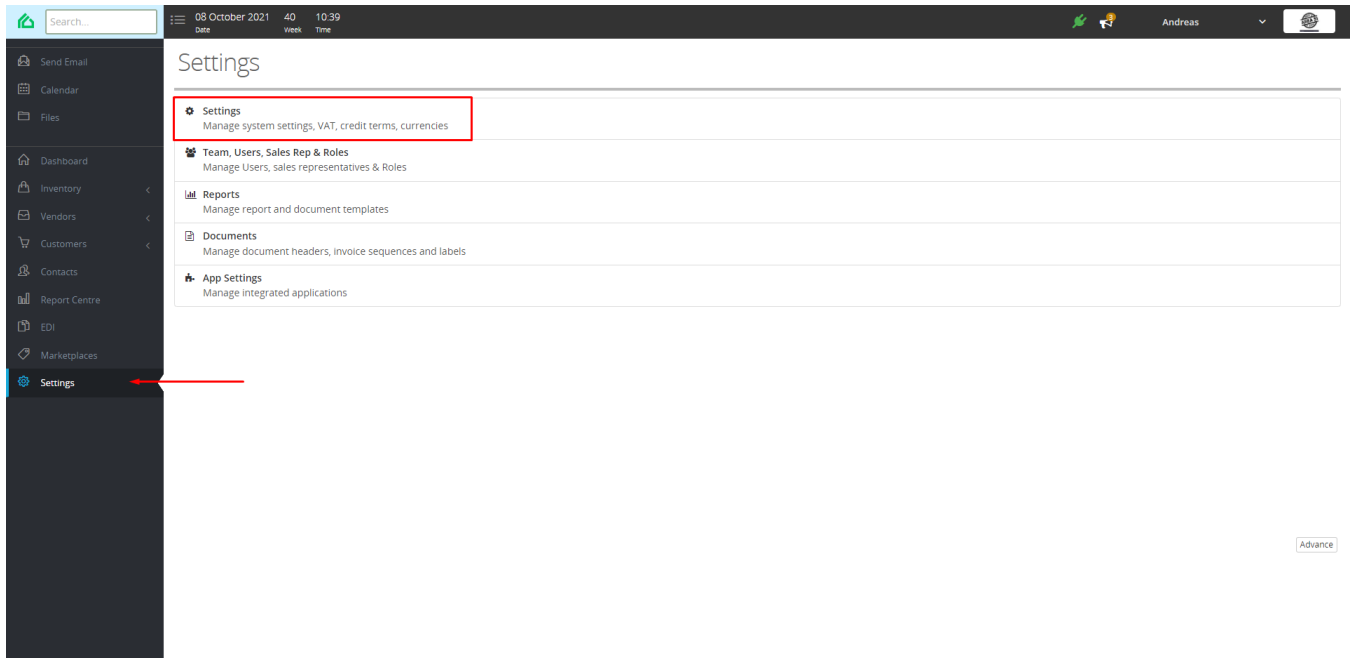 Search...
08 October 2021 40 10:39
Date Week Time
3
Andreas
Send Email
Calendar
Files
Dashboard
Inventory
Vendors
Customers
Contacts
Report Centre
EDI
Marketplaces
Settings
Settings
Settings
Manage system settings, VAT, credit terms, currencies
Team, Users, Sales Rep & Roles
Manage Users, sales representatives & Roles
Reports
Manage report and document templates
Documents
Manage document headers, invoice sequences and labels
App Settings
Manage integrated applications
Advance